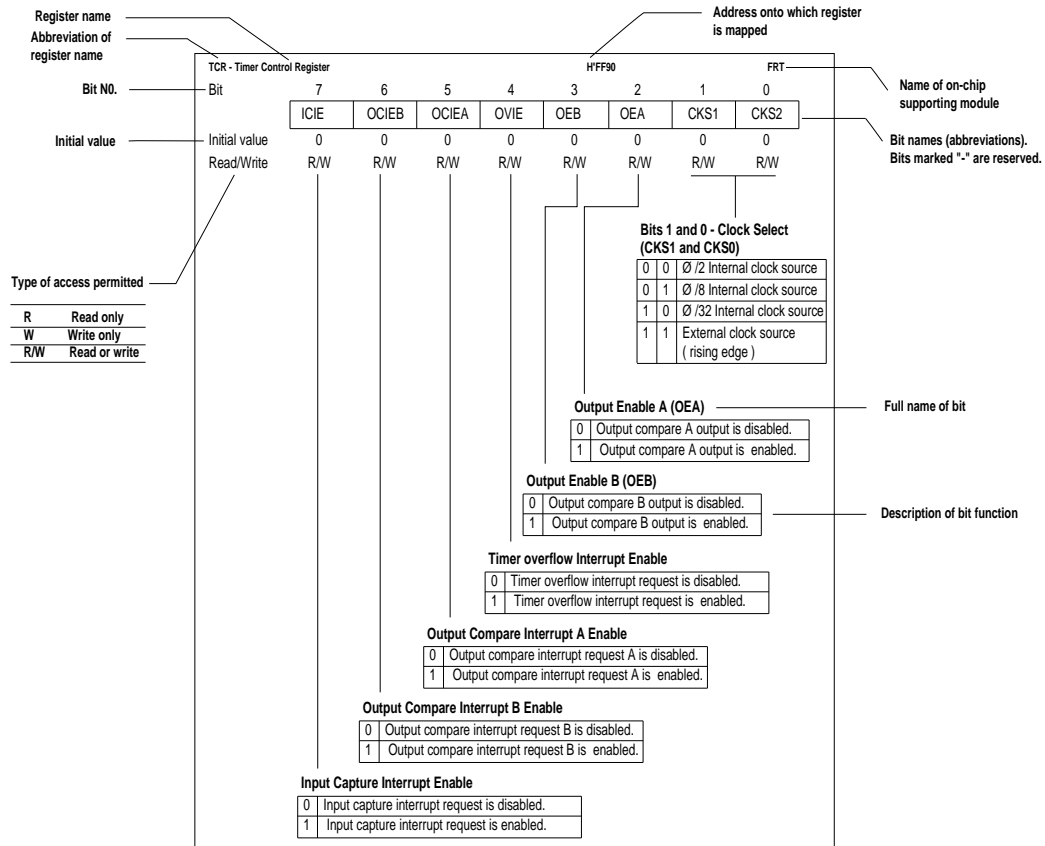 Register name
Address onto which register
is mapped
Abbreviation of
register name
TCR - Timer Control Register H'FF90 FRT
Name of on-chip
supporting module
Bit N0. Bit 7 6 5 4 3 2 1 0
ICIE OCIEB OCIEA OVIE OEB OEA CKS1 CKS2
Bit names (abbreviations).
Bits marked "-" are reserved.
Initial value Initial value 0 0 0 0 0 0 0 0
Read/Write R/W R/W R/W R/W R/W R/W R/W R/W
Bits 1 and 0 - Clock Select
(CKS1 and CKS0)
0 0 Ø /2 Internal clock source
0 1 Ø /8 Internal clock source
1 0 Ø /32 Internal clock source
1 1 External clock source
( rising edge )
Type of access permitted
R Read only
W Write only
R/W Read or write
Output Enable A (OEA)
Full name of bit
0 Output compare A output is disabled.
1 Output compare A output is enabled.
Output Enable B (OEB)
0 Output compare B output is disabled.
1 Output compare B output is enabled.
Description of bit function
Timer overflow Interrupt Enable
0 Timer overflow interrupt request is disabled.
1 Timer overflow interrupt request is enabled.
Output Compare Interrupt A Enable
0 Output compare interrupt request A is disabled.
1 Output compare interrupt request A is enabled.
Output Compare Interrupt B Enable
0 Output compare interrupt request B is disabled.
1 Output compare interrupt request B is enabled.
Input Capture Interrupt Enable
0 Input capture interrupt request is disabled.
1 Input capture interrupt request is enabled.